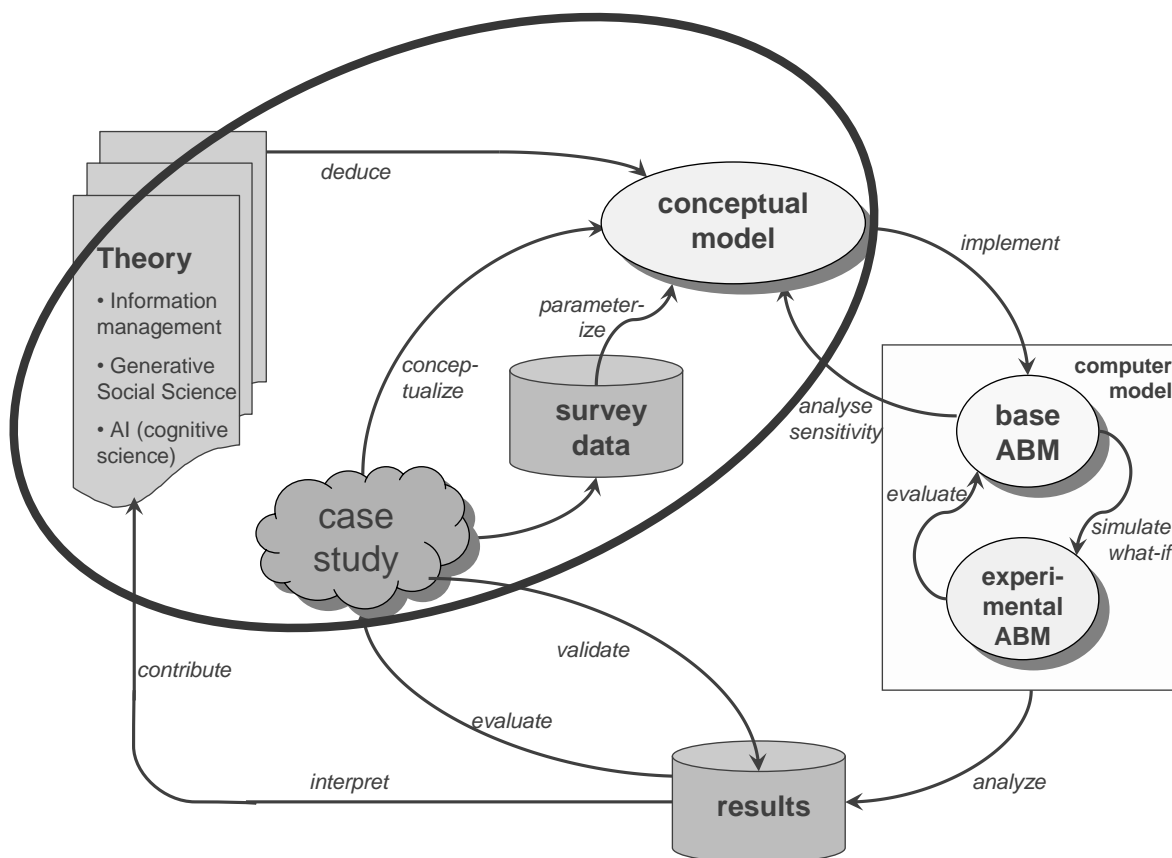 deduce
conceptual
model
Theory
• Information
management
• Generative
Social Science
• AI (cognitive
science)
implement
parameter-
ize
concep-
tualize
survey
data
analyse
sensitivity
computer
model
base
ABM
evaluate
simulate
what-if
experi-
mental
ABM
case
study
validate
contribute
evaluate
interpret
results
analyze